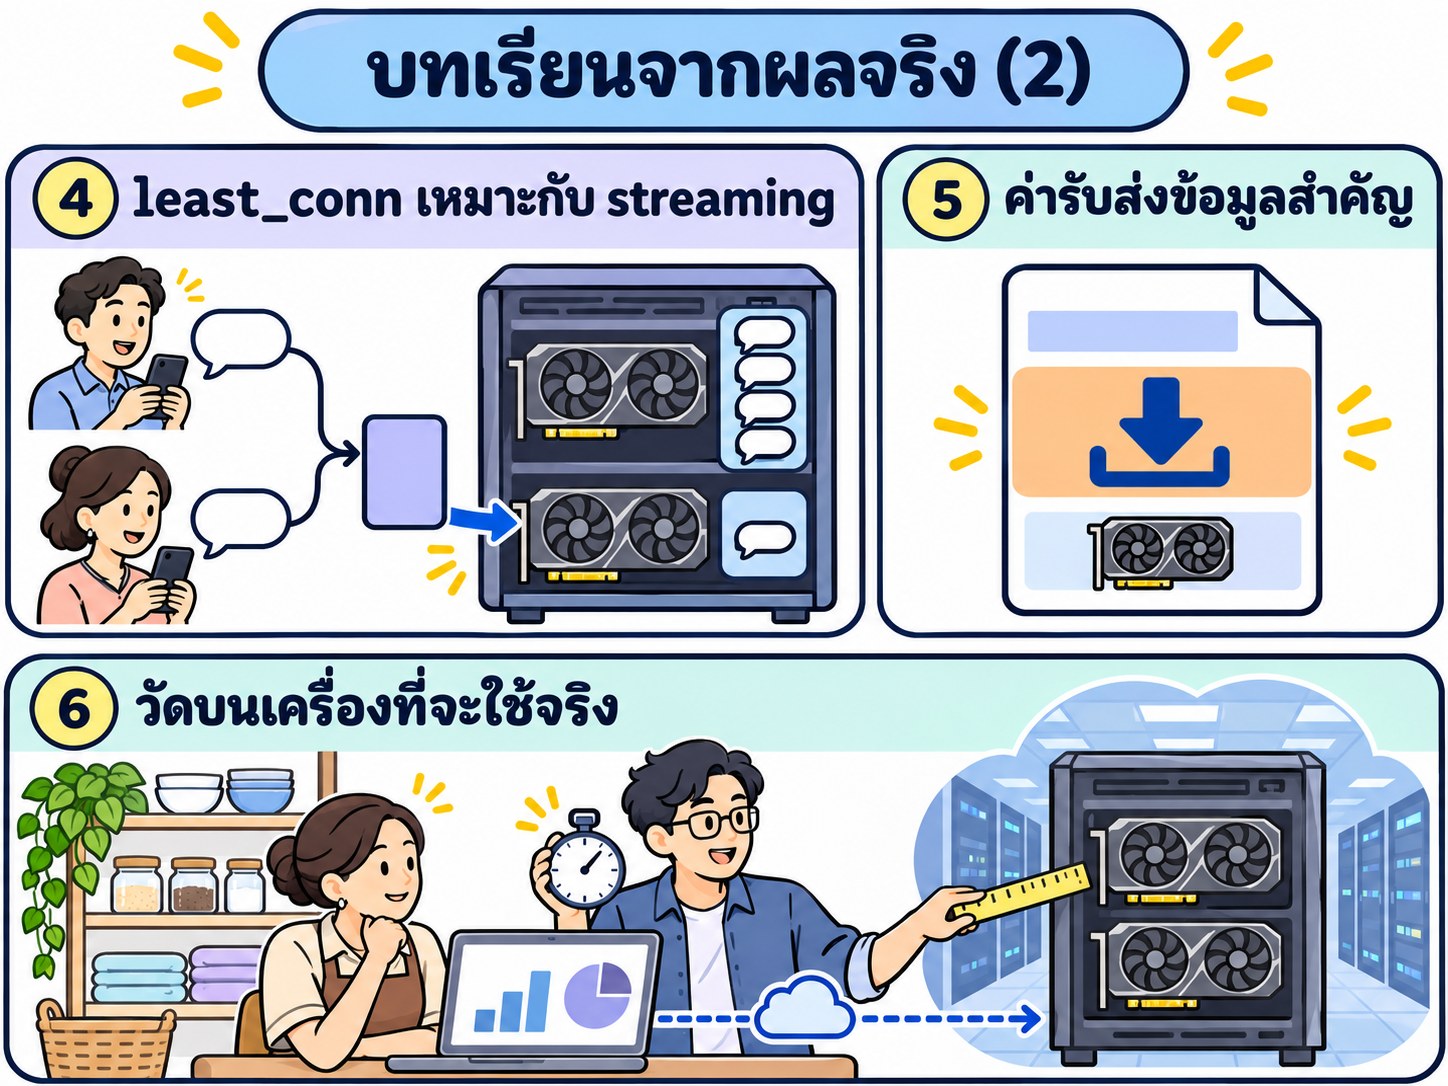 บทเรียนจากผลจริง (2)
4 least_conn เหมาะกับ streaming
5 ค่ารับส่งข้อมูลสำคัญ
6 วัดบนเครื่องที่จะใช้จริง